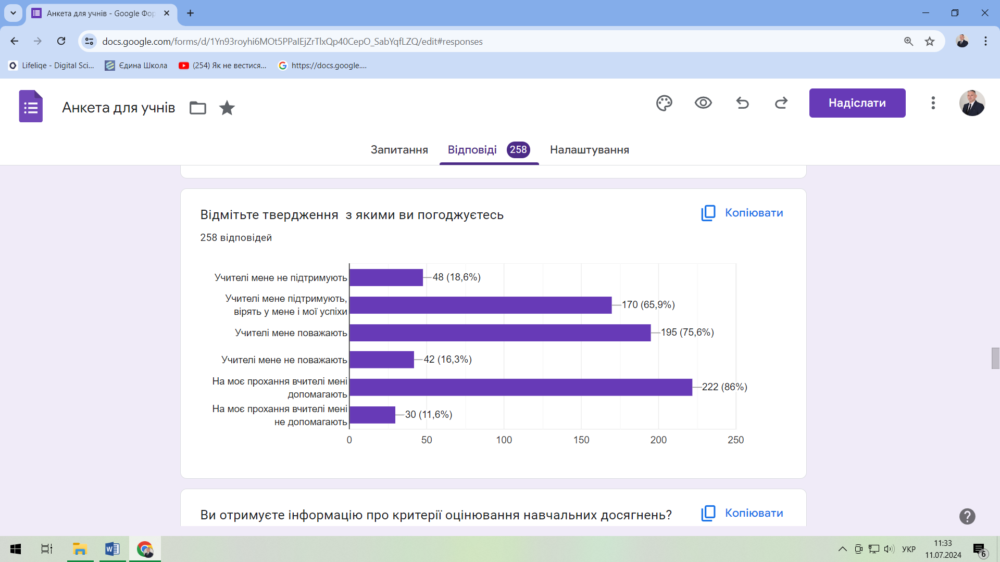 Анкета для учнів - Google Фор
docs.google.com/forms/d/1Yn93royhi6MOt5PPaIEjZrTlxQp40CepO_SabYqfLZQ/edit#responses
Lifeliqe - Digital Sci...
Єдина Школа
(254) Як не вестися...
https://docs.google....
Анкета для учнів
Надіслати
Запитання
Відповіді 258
Налаштування
Відмітьте твердження з якими ви погоджуєтесь
Копіювати
258 відповідей
Учителі мене не підтримують
48 (18,6%)
Учителі мене підтримують,
вірять у мене і мої успіхи
170 (65,9%)
Учителі мене поважають
195 (75,6%)
Учителі мене не поважають
42 (16,3%)
На моє прохання вчителі мені
допомагають
222 (86%)
На моє прохання вчителі мені
не допомагають
30 (11,6%)
0 50 100 150 200 250
Ви отримуєте інформацію про критерії оцінювання навчальних досягнень?
Копіювати
УКР
11:33
11.07.2024
6